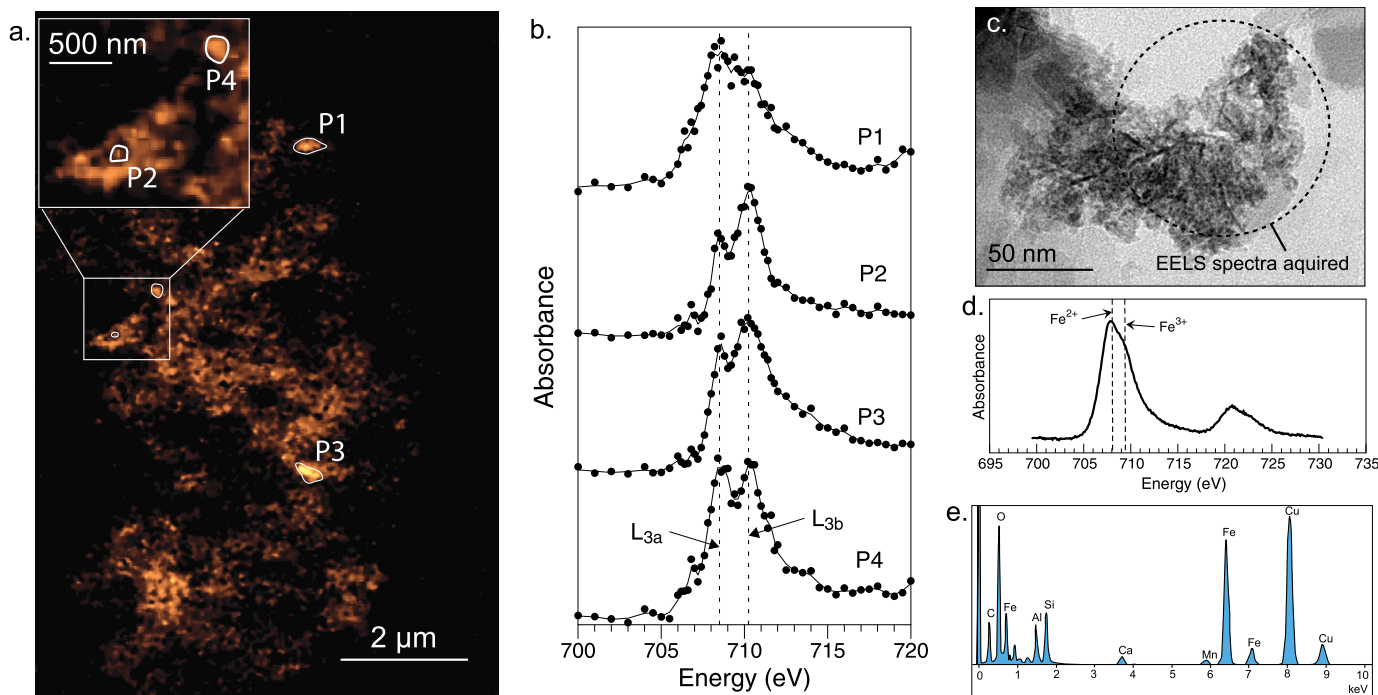 a.
500 nm
P4
P2
P1
P3
2 µm
b.
Absorbance
P1
P2
P3
P4
L3a
L3b
700 705 710 715 720
Energy (eV)
c.
50 nm
EELS spectra aquired
d.
Fe2+
Fe3+
Absorbance
695 700 705 710 715 720 725 730 735
Energy (eV)
e.
C
O
Fe
Al
Si
Ca
Mn
Fe
Fe
Cu
Cu
0 1 2 3 4 5 6 7 8 9 10
keV